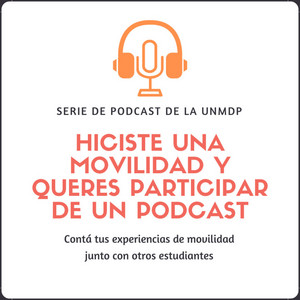 SERIE DE PODCAST DE LA UNMDP
HICISTE UNA
MOVILIDAD Y
QUERES PARTICIPAR
DE UN PODCAST
Contá tus experiencias de movilidad
junto con otros estudiantes